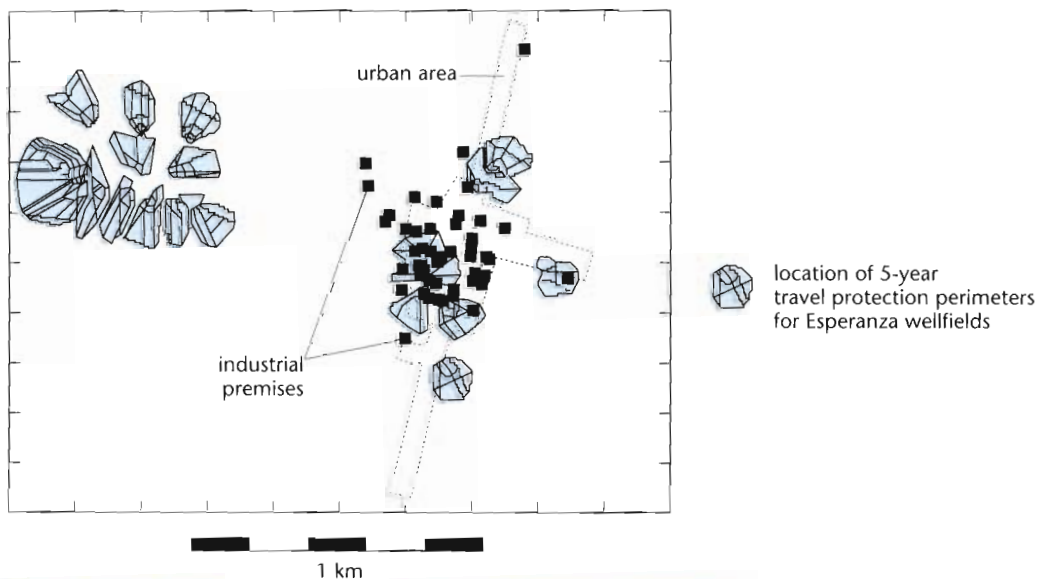 urban area
location of 5-year
travel protection perimeters
for Esperanza wellfields
industrial
premises
1 km